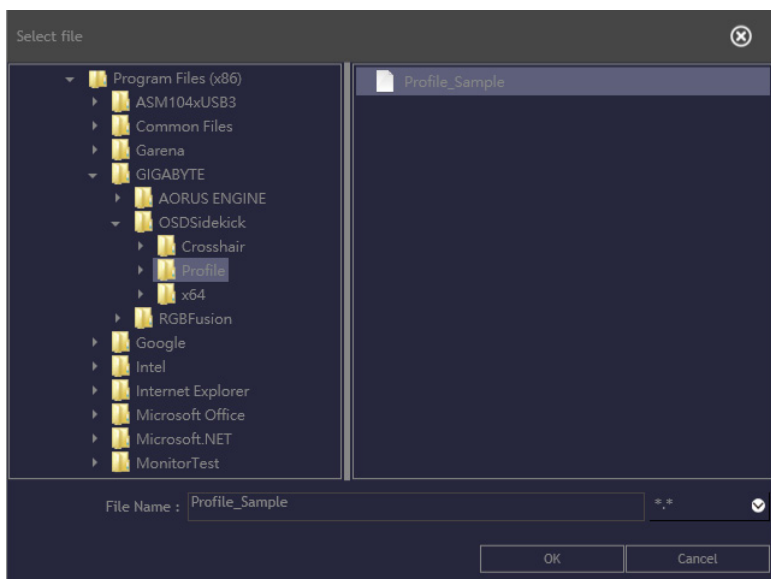 Select file
Program Files (x86)
ASM104xUSB3
Common Files
Garena
GIGABYTE
AORUS ENGINE
OSDSidekick
Crosshair
Profile
x64
RGBFusion
Google
Intel
Internet Explorer
Microsoft Office
Microsoft.NET
MonitorTest
Profile_Sample
File Name : Profile_Sample *.*
OK Cancel